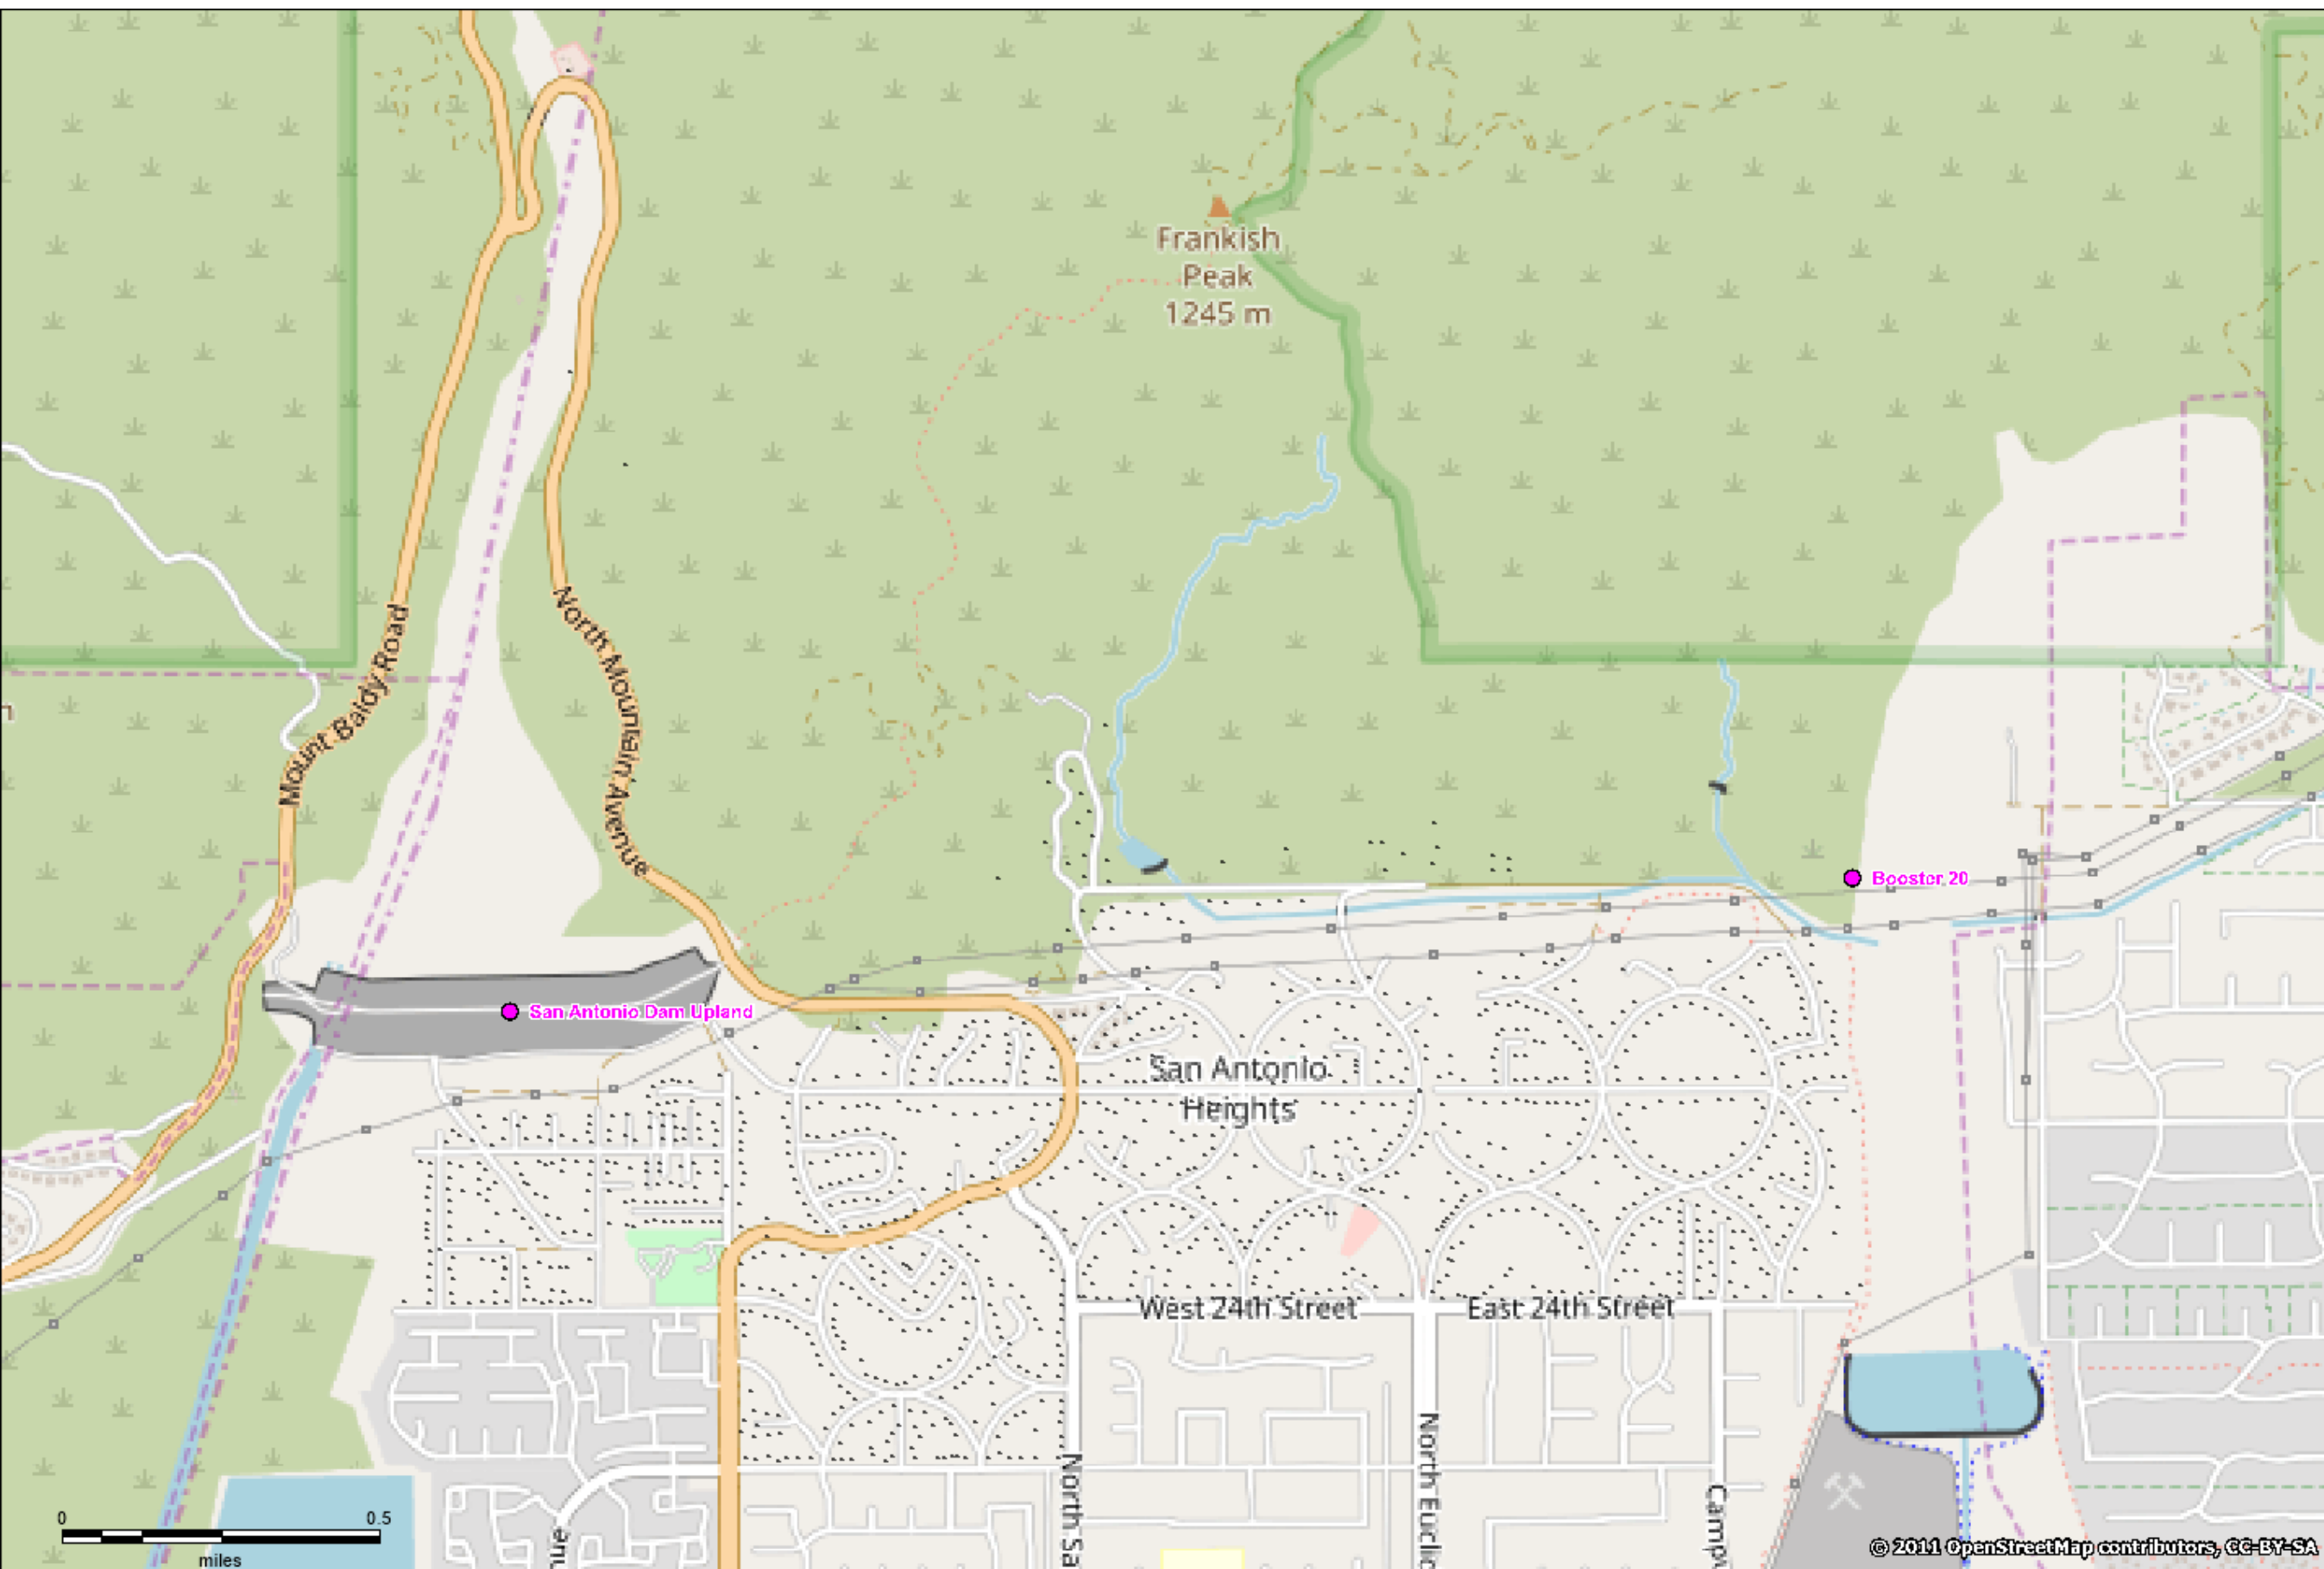 Frankish
Peak
1245 m
Mount Baldy Road
North Mountain Avenue
Booster 20
San Antonio Dam Upland
San Antonio
Heights
West 24th Street
East 24th Street
North Sa
North Euclid
Camp
0
0.5
miles
© 2011 OpenStreetMap contributors, CC-BY-SA